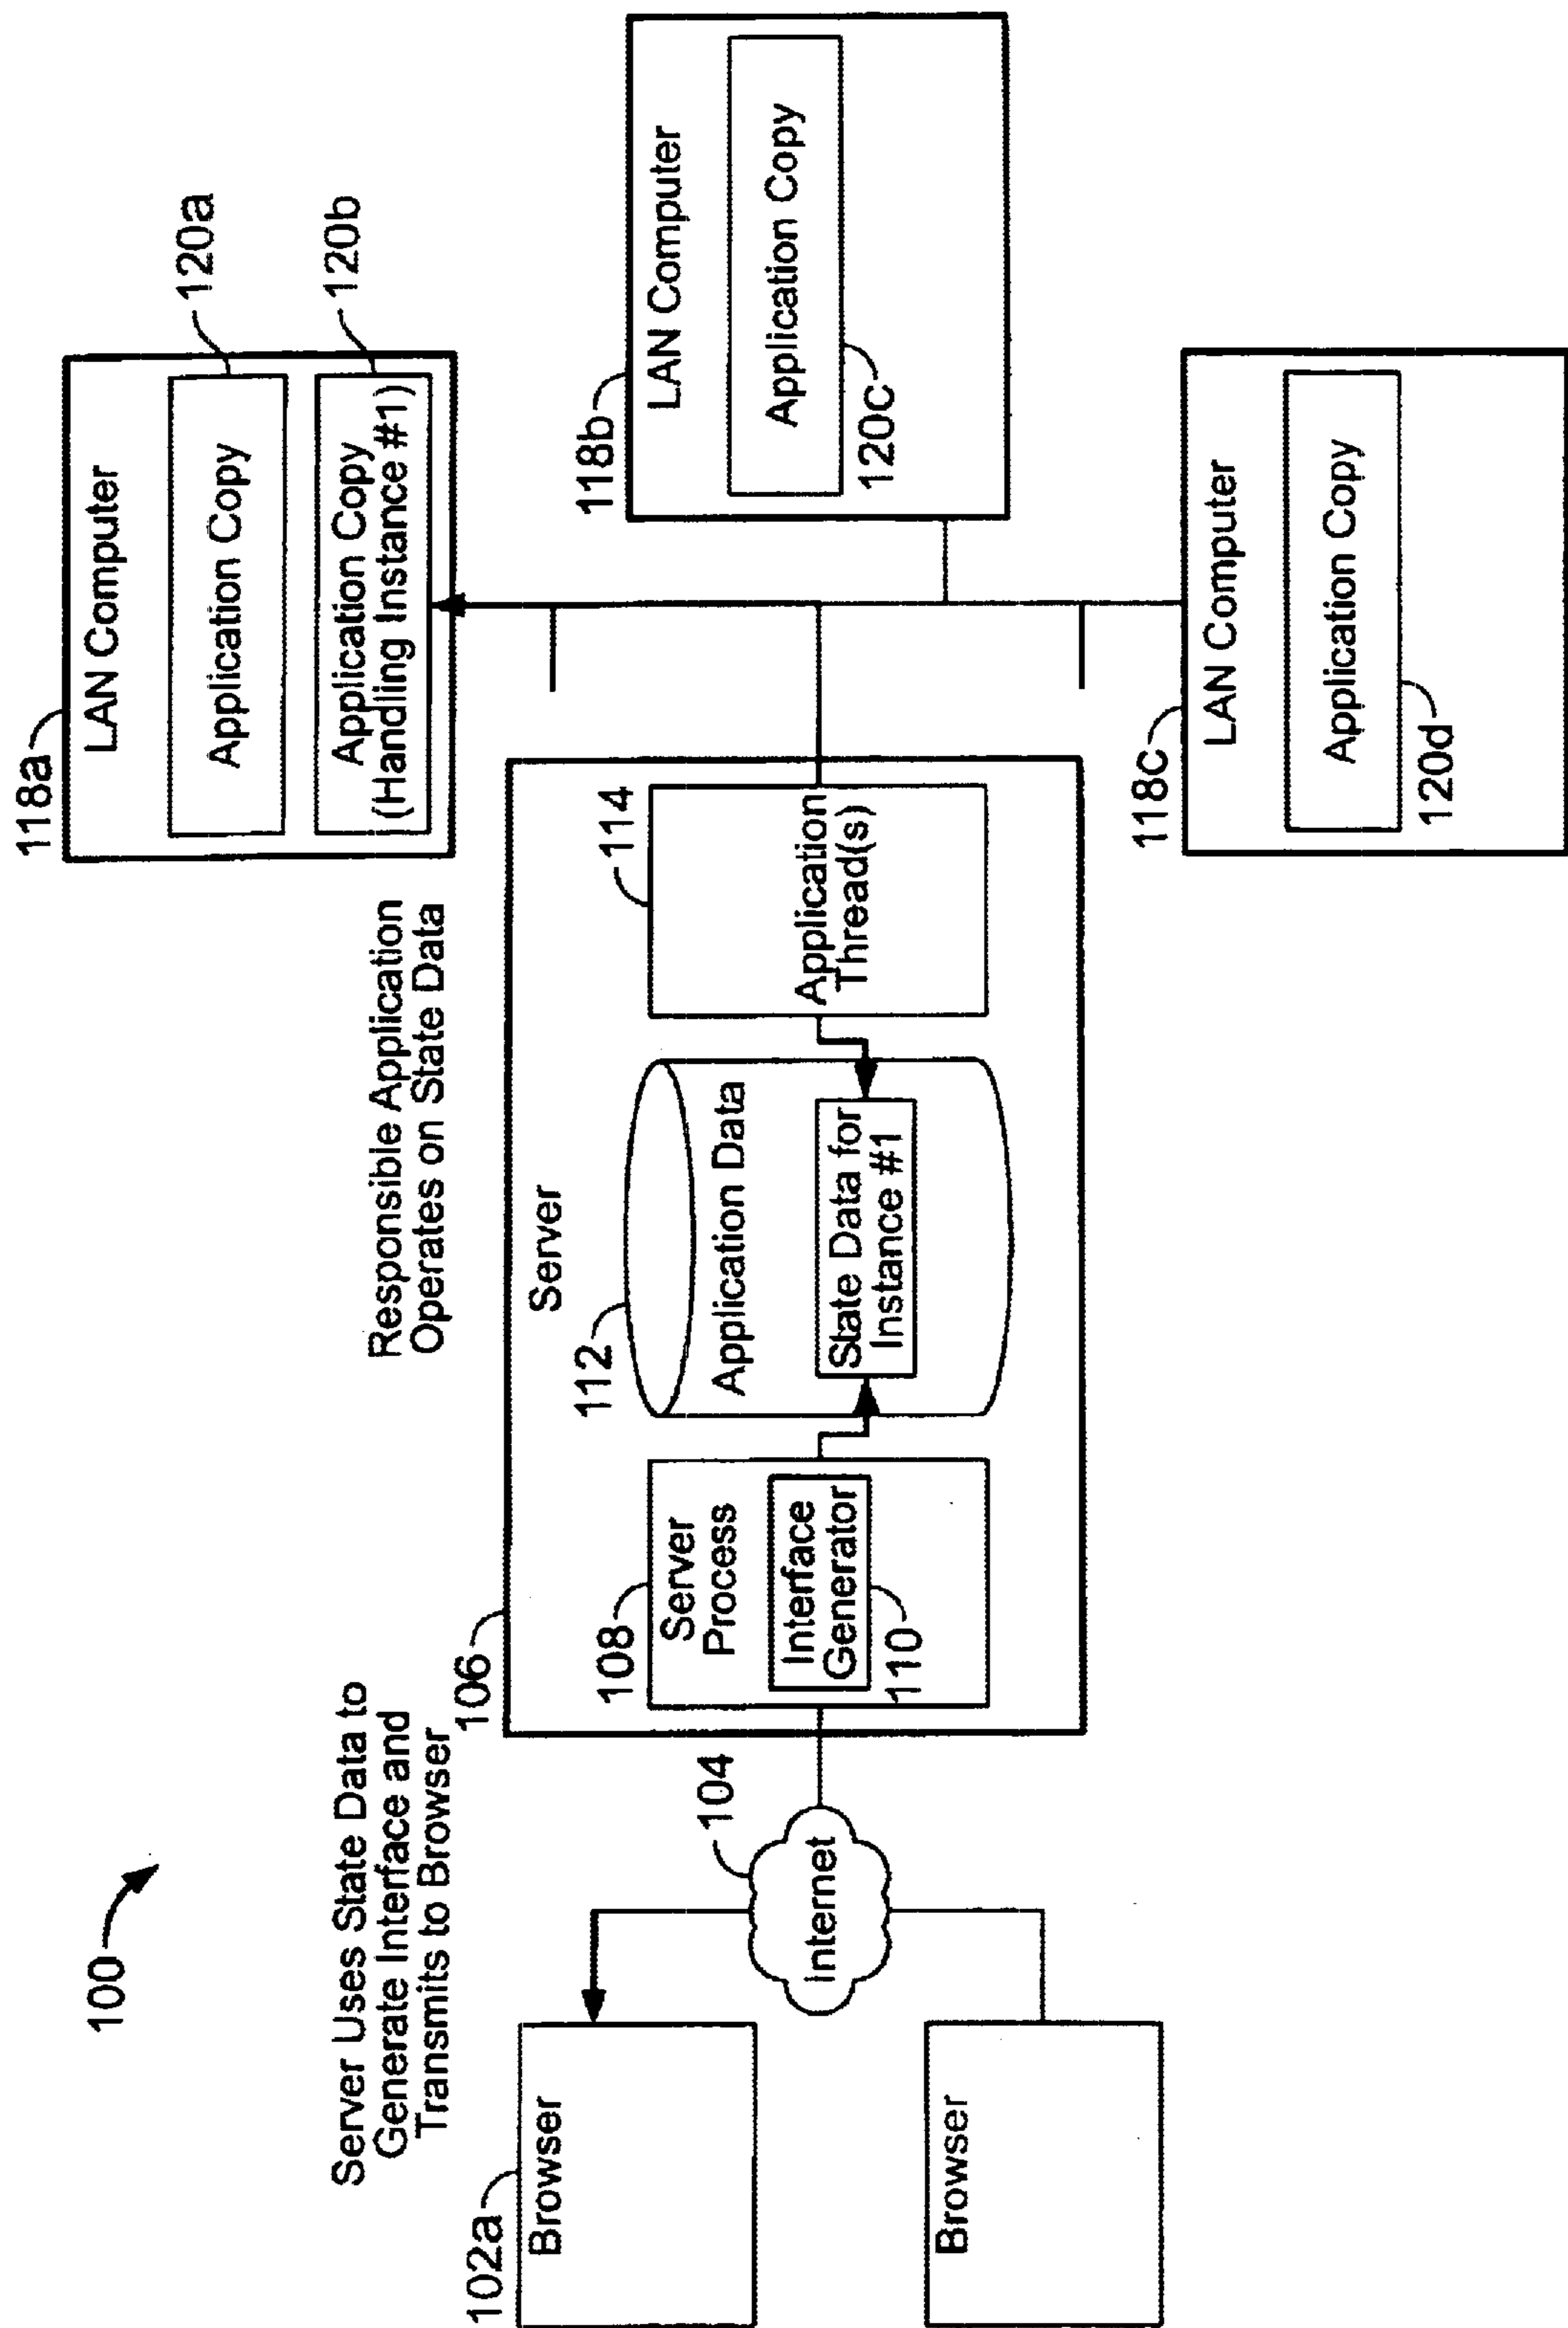 100
Server Uses State Data to
Generate Interface and
Transmits to Browser
Responsible Application
Operates on State Data
102a
Browser
Browser
104
Internet
106
Server
108
Server
Process
Interface
Generator
110
112
Application Data
State Data for
Instance #1
114
Application
Thread(s)
118a
LAN Computer
Application Copy
120a
Application Copy
(Handling Instance #1)
120b
118b
LAN Computer
Application Copy
120c
118c
LAN Computer
Application Copy
120d